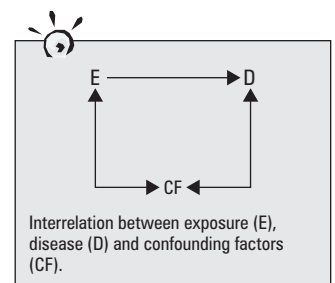 E D
CF
Interrelation between exposure (E),
disease (D) and confounding factors
(CF).